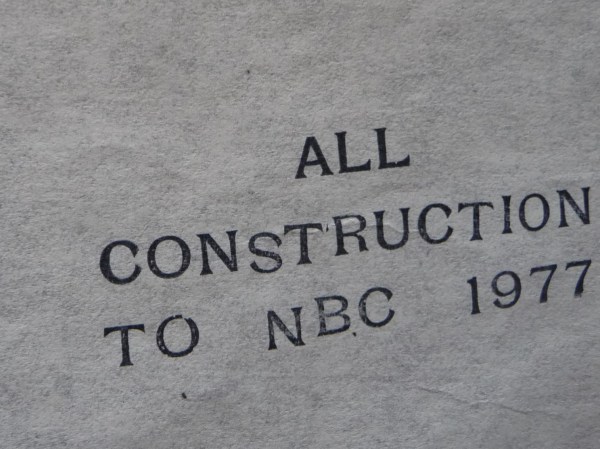 ALL
CONSTRUCTION
TO NBC 1977